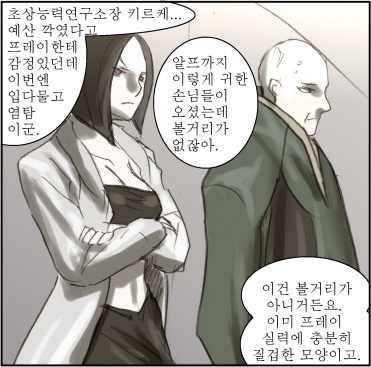 초상능력연구소장 키르케...
예산 깍였다고
프레이한테
감정있던데
이번엔
입다물고
염탐
이군.
알프까지
이렇게 귀한
손님들이
오셨는데
볼거리가
없잖아.
이건 볼거리가
아니거든요.
이미 프레이
실력에 충분히
질겁한 모양이고.